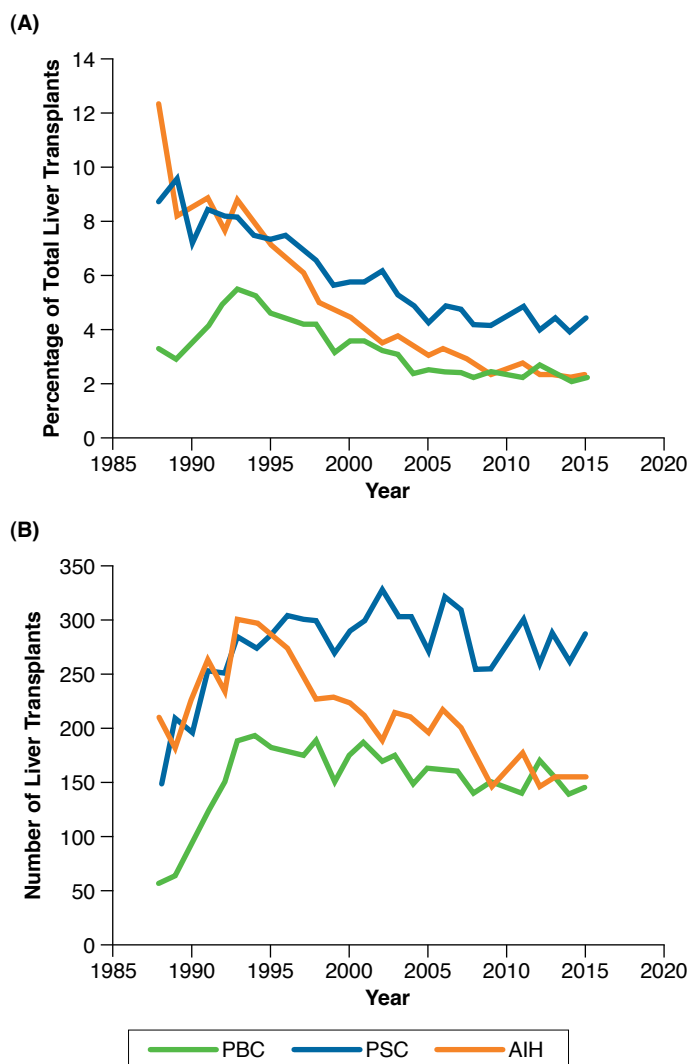 (A)
Percentage of Total Liver Transplants
14
12
10
8
6
4
2
0
1985 1990 1995 2000 2005 2010 2015 2020
Year
(B)
Number of Liver Transplants
350
300
250
200
150
100
50
0
1985 1990 1995 2000 2005 2010 2015 2020
Year
PBC PSC AIH